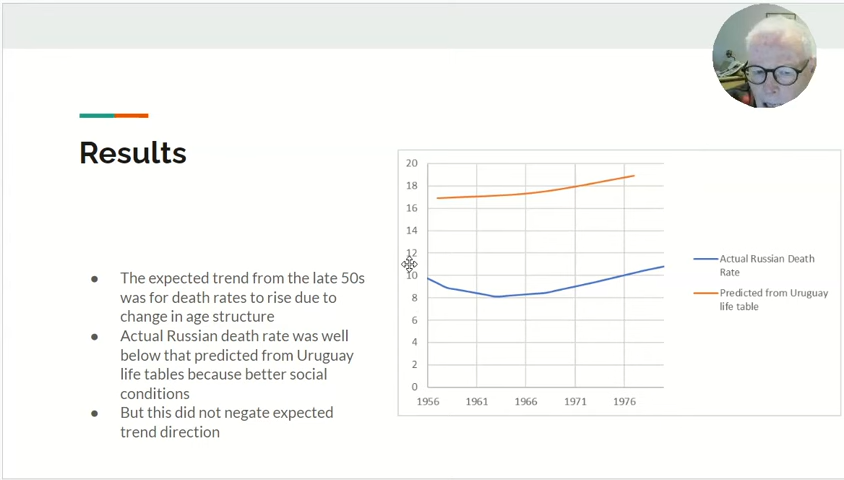 Results
● The expected trend from the late 50s
was for death rates to rise due to
change in age structure
● Actual Russian death rate was well
below that predicted from Uruguay
life tables because better social
conditions
● But this did not negate expected
trend direction
20
18
16
14
12
10
8
6
4
2
0
1956 1961 1966 1971 1976
Actual Russian Death
Rate
Predicted from Uruguay
life table